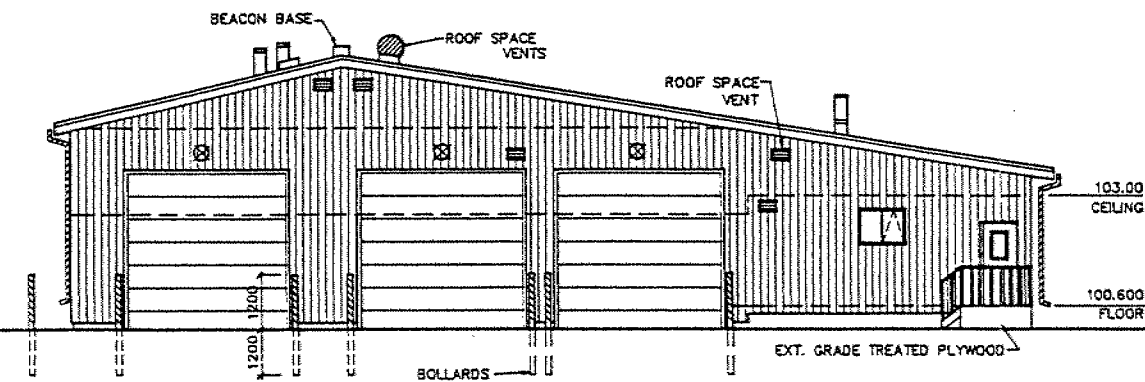 BEACON BASE
ROOF SPACE
VENTS
ROOF SPACE
VENT
103.00
CEILING
1200
1200
100.600
FLOOR
EXT. GRADE TREATED PLYWOOD
BOLLARDS